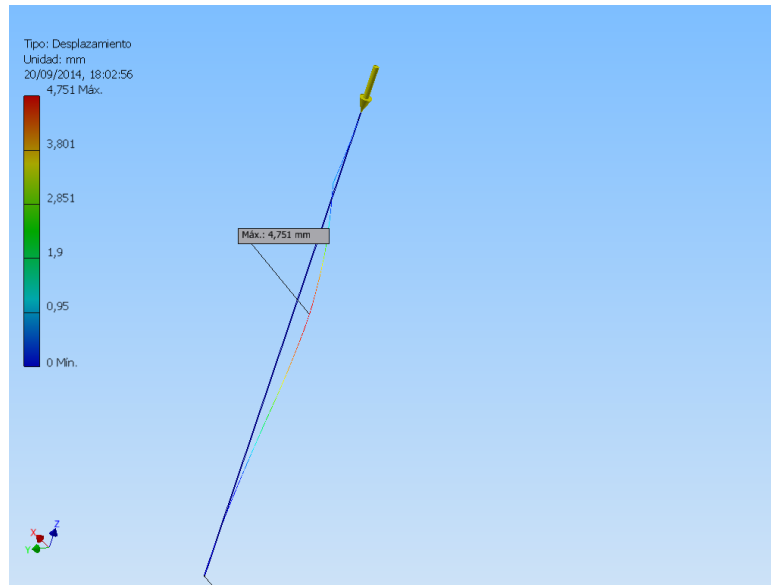 Tipo: Desplazamiento
Unidad: mm
20/09/2014, 18:02:56
4,751 Máx.
3,801
2,851
1,9
0,95
0 Mín.
Máx.: 4,751 mm
X
Z
Y